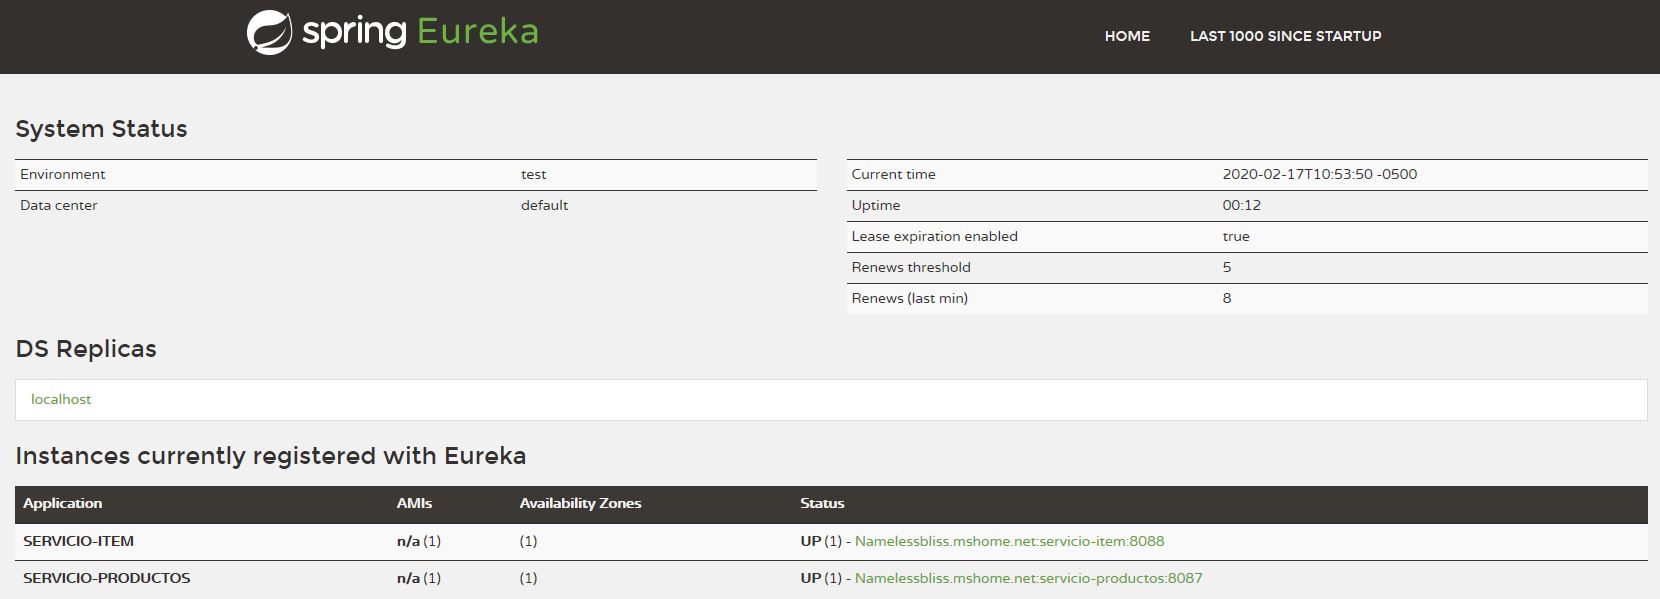 spring Eureka
HOME LAST 1000 SINCE STARTUP
System Status
Environment test
Data center default
Current time 2020-02-17T10:53:50 -0500
Uptime 00:12
Lease expiration enabled true
Renews threshold 5
Renews (last min) 8
DS Replicas
localhost
Instances currently registered with Eureka
Application AMIs Availability Zones Status
SERVICIO-ITEM n/a (1) (1) UP (1) - Namelessbliss.mshome.net:servicio-item:8088
SERVICIO-PRODUCTOS n/a (1) (1) UP (1) - Namelessbliss.mshome.net:servicio-productos:8087